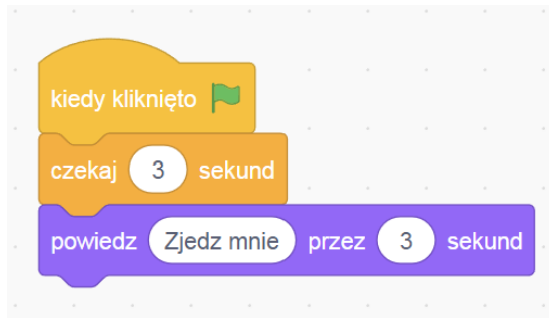 kiedy kliknięto
czekaj 3 sekund
powiedz Zjedz mnie przez 3 sekund